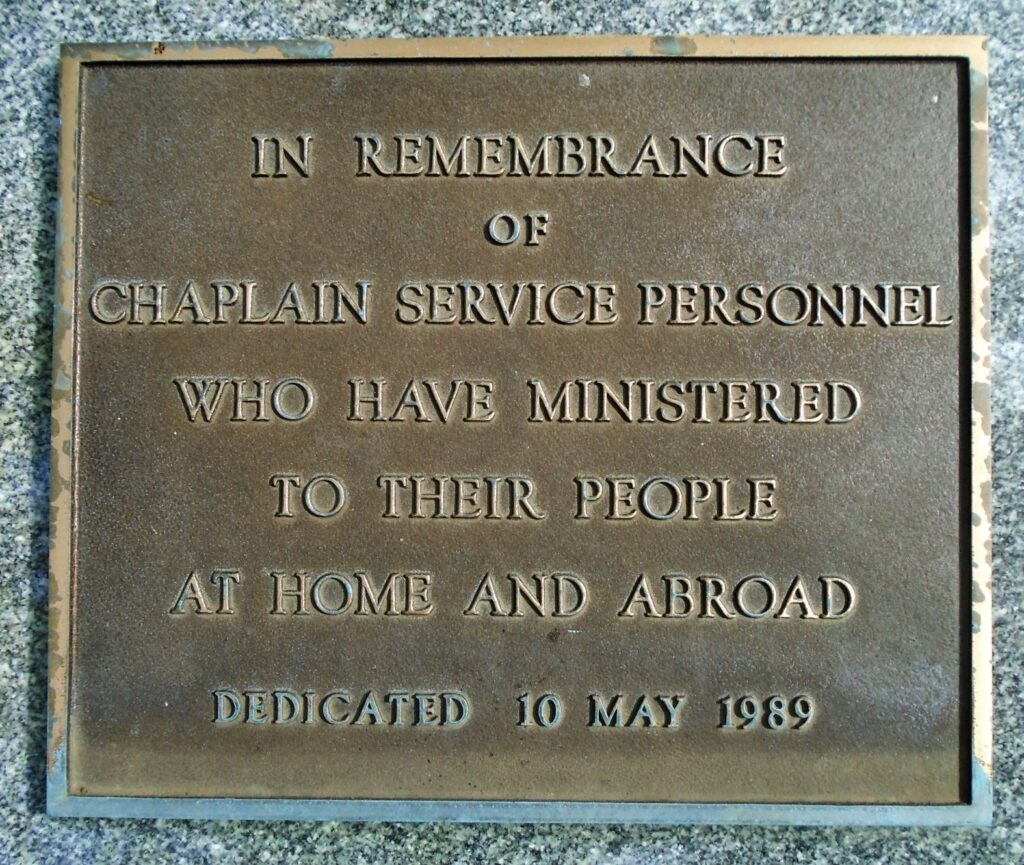 IN REMEMBRANCE
OF
CHAPLAIN SERVICE PERSONNEL
WHO HAVE MINISTERED
TO THEIR PEOPLE
AT HOME AND ABROAD
DEDICATED 10 MAY 1989